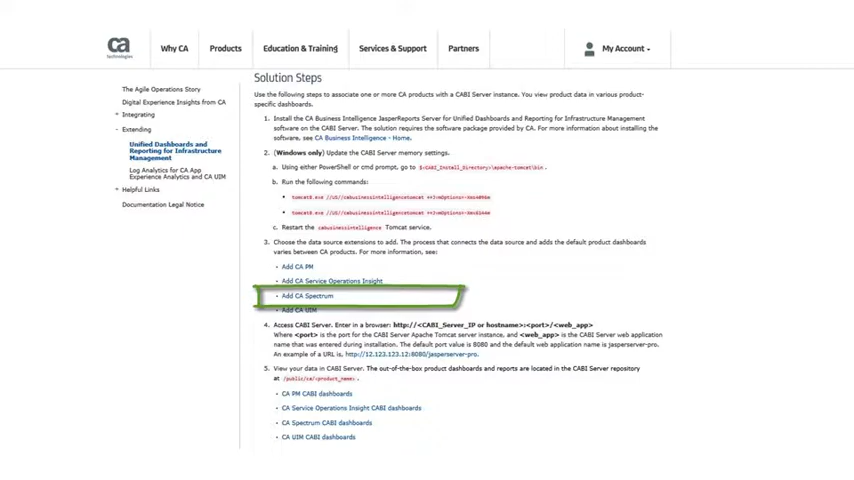 ca
technologies
Why CA
Products
Education & Training
Services & Support
Partners
My Account
The Agile Operations Story
Digital Experience Insights from CA
Integrating
Extending
Unified Dashboards and
Reporting for Infrastructure
Management
Log Analytics for CA App
Experience Analytics and CA UIM
Helpful Links
Documentation Legal Notice
Solution Steps
Use the following steps to associate one or more CA products with a CABI Server instance. You view product data in various product-
specific dashboards.
1. Install the CA Business Intelligence JasperReports Server for Unified Dashboards and Reporting for Infrastructure
Management software on the CABI Server. The solution requires the software package provided by CA. For more information about installing the
software, see CA Business Intelligence - Home.
2. (Windows only) Update the CABI Server memory settings.
a. Using either PowerShell or cmd prompt, go to $<CABI_Install_Directory>\apache-tomcat\bin.
b. Run the following commands:
c. Restart the cabusinessintelligence Tomcat service.
3. Choose the data source extensions to add. The process that connects the data source and adds the default product dashboards
varies between CA products. For more information, see:
• Add CA PM
• Add CA Service Operations Insight
• Add CA Spectrum
• Add CA UIM
4. Access CABI Server. Enter in a browser: http://<CABI_Server_IP or hostname>:<port>/<web_app>
Where <port> is the port for the CABI Server Apache Tomcat server instance, and <web_app> is the CABI Server web application
name that was entered during installation. The default port value is 8080 and the default web application name is jasperserver-pro.
An example of a URL is, http://12.123.123.12:8080/jasperserver-pro.
5. View your data in CABI Server. The out-of-the-box product dashboards and reports are located in the CABI Server repository
at /public/ca/<product_name>.
• CA PM CABI dashboards
• CA Service Operations Insight CABI dashboards
• CA Spectrum CABI dashboards
• CA UIM CABI dashboards